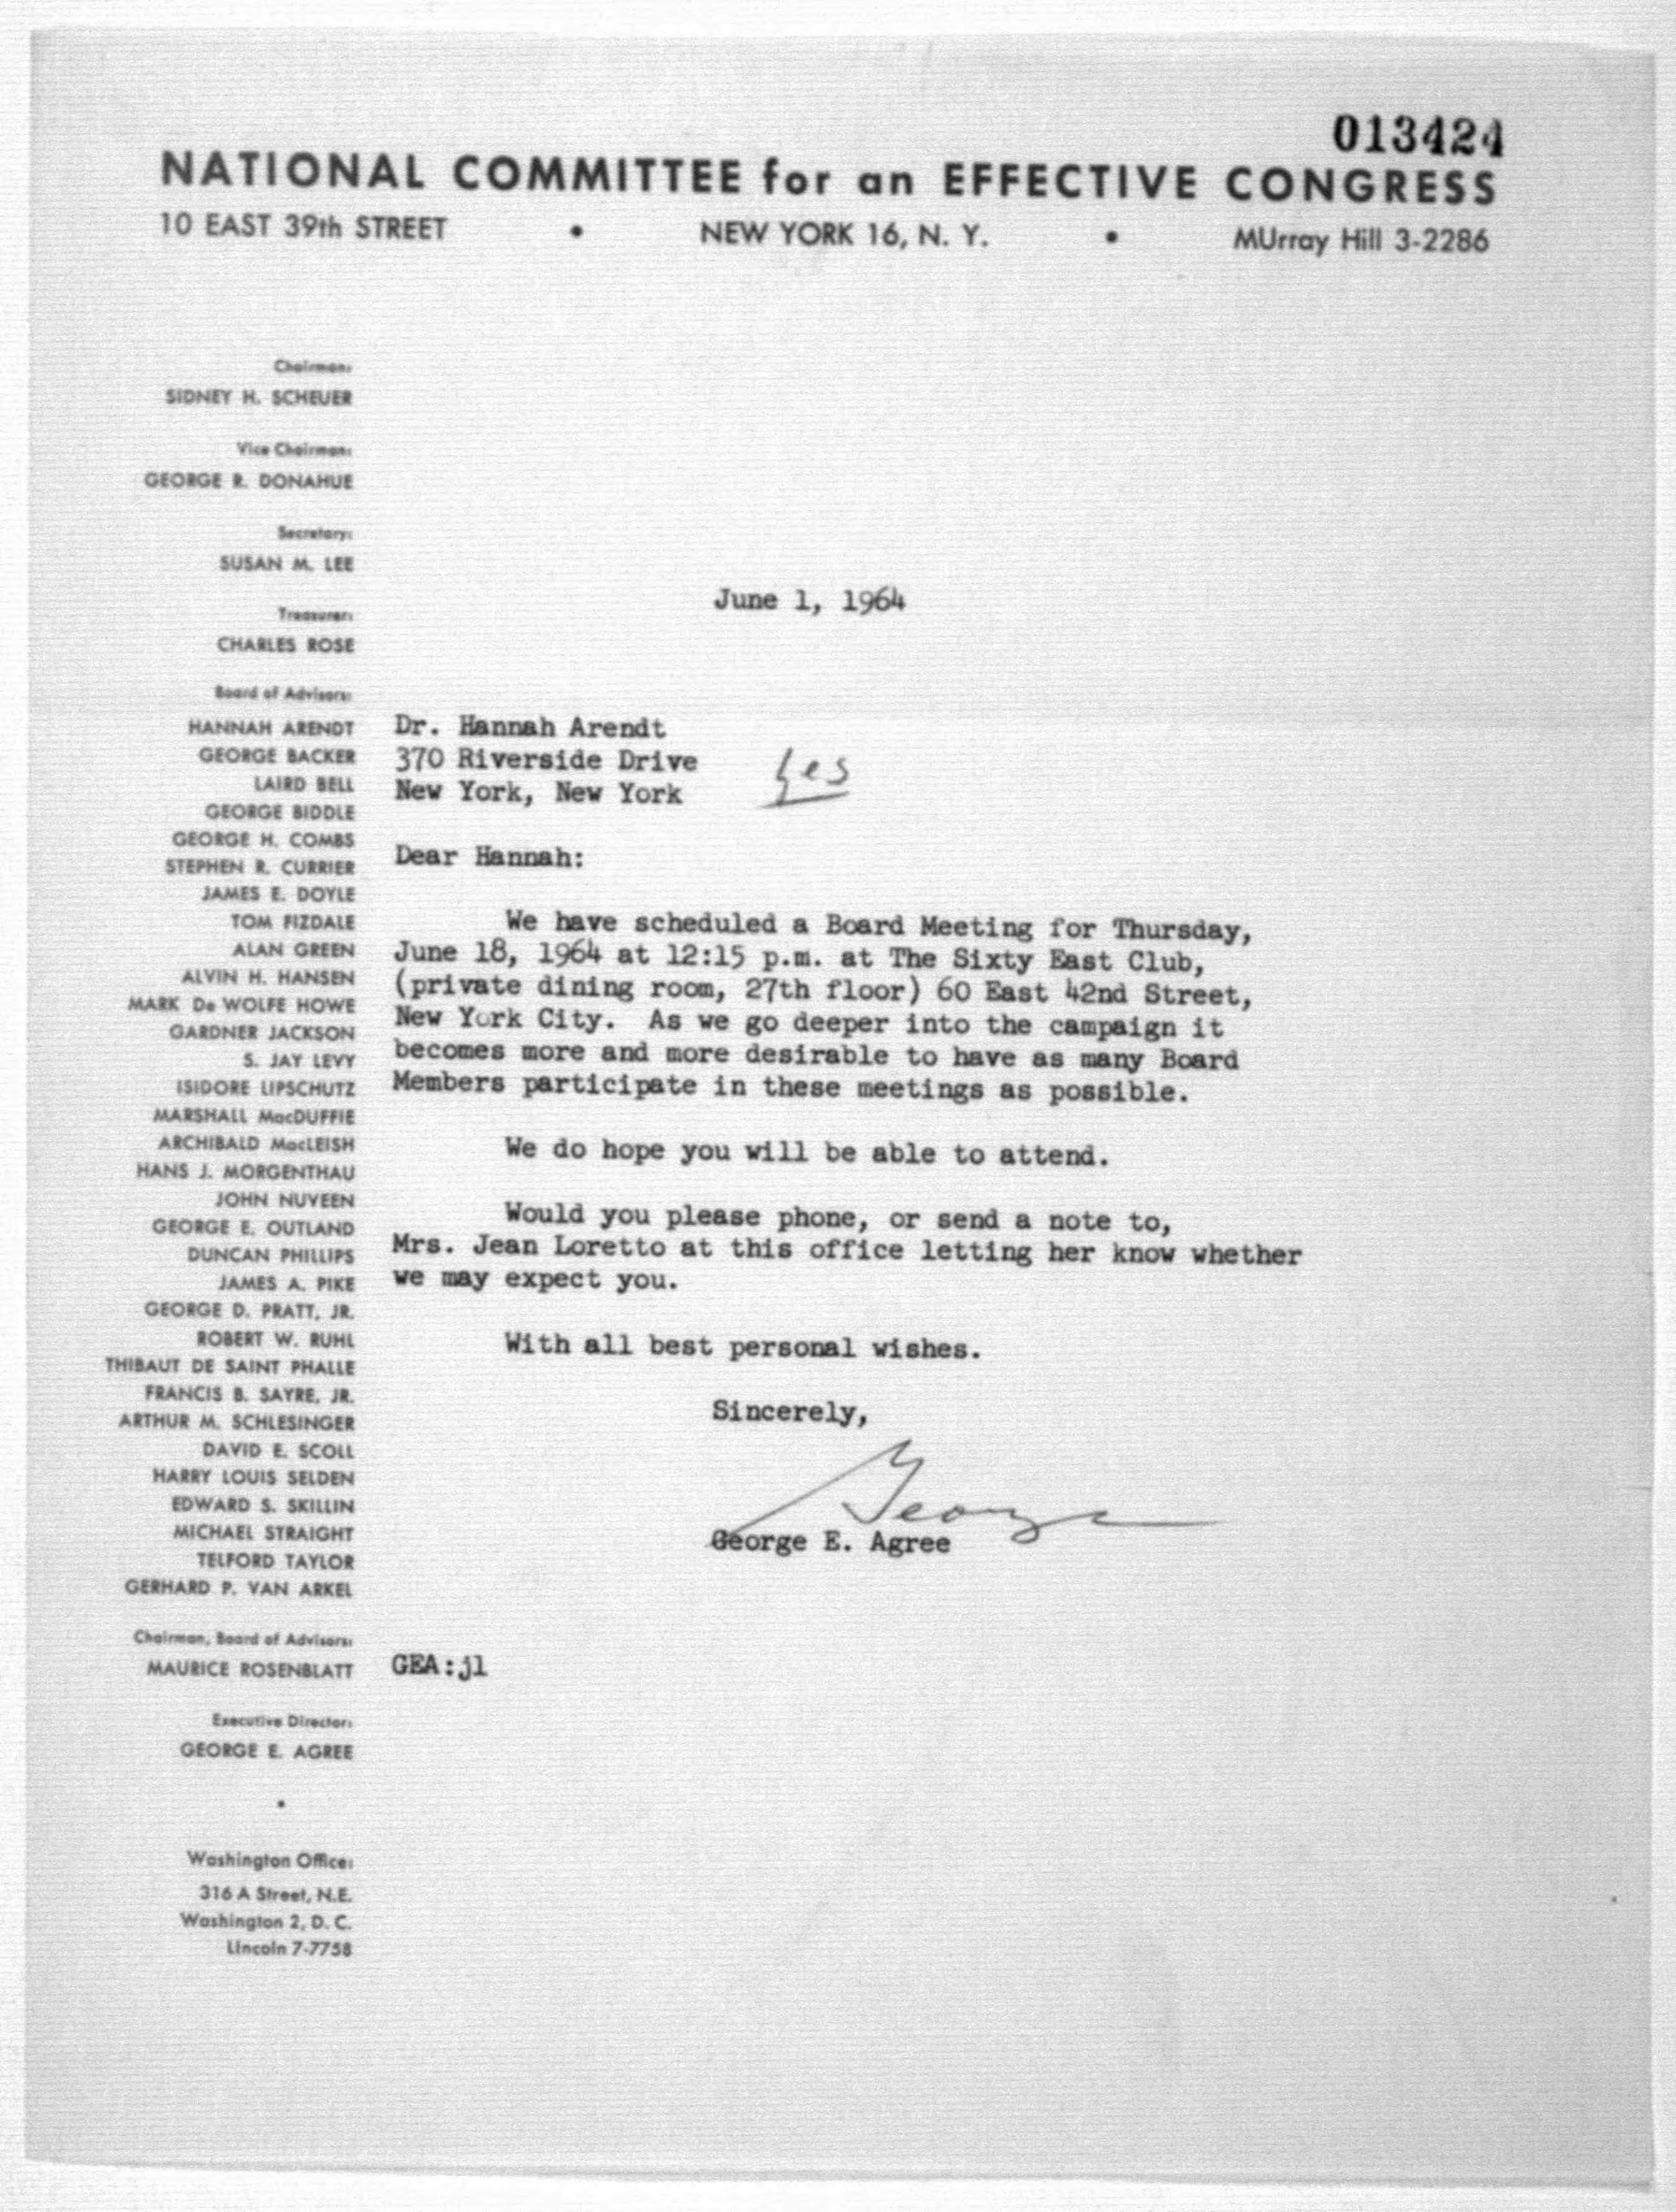 013424
NATIONAL COMMITTEE for an EFFECTIVE CONGRESS
10 EAST 39th STREET • NEW YORK 16, N. Y. • MUrray Hill 3-2286
Chairman:
SIDNEY H. SCHEUER
Vice Chairman:
GEORGE R. DONAHUE
Secretary:
SUSAN M. LEE
Treasurer:
CHARLES ROSE
Board of Advisors:
HANNAH ARENDT
GEORGE BACKER
LAIRD BELL
GEORGE BIDDLE
GEORGE H. COMBS
STEPHEN R. CURRIER
JAMES E. DOYLE
TOM FIZDALE
ALAN GREEN
ALVIN H. HANSEN
MARK De WOLFE HOWE
GARDNER JACKSON
S. JAY LEVY
ISIDORE LIPSCHUTZ
MARSHALL MacDUFFIE
ARCHIBALD MacLEISH
HANS J. MORGENTHAU
JOHN NUVEEN
GEORGE E. OUTLAND
DUNCAN PHILLIPS
JAMES A. PIKE
GEORGE D. PRATT, JR.
ROBERT W. RUHL
THIBAUT DE SAINT PHALLE
FRANCIS B. SAYRE, JR.
ARTHUR M. SCHLESINGER
DAVID E. SCOLL
HARRY LOUIS SELDEN
EDWARD S. SKILLIN
MICHAEL STRAIGHT
TELFORD TAYLOR
GERHARD P. VAN ARKEL
Chairman, Board of Advisors:
MAURICE ROSENBLATT
Executive Director:
GEORGE E. AGREE
•
Washington Office:
316 A Street, N.E.
Washington 2, D. C.
LIncoln 7-7758
June 1, 1964
Dr. Hannah Arendt
370 Riverside Drive
New York, New York
Yes
Dear Hannah:
We have scheduled a Board Meeting for Thursday,
June 18, 1964 at 12:15 p.m. at The Sixty East Club,
(private dining room, 27th floor) 60 East 42nd Street,
New York City. As we go deeper into the campaign it
becomes more and more desirable to have as many Board
Members participate in these meetings as possible.
We do hope you will be able to attend.
Would you please phone, or send a note to,
Mrs. Jean Loretto at this office letting her know whether
we may expect you.
With all best personal wishes.
Sincerely,
George
George E. Agree
GEA:jl